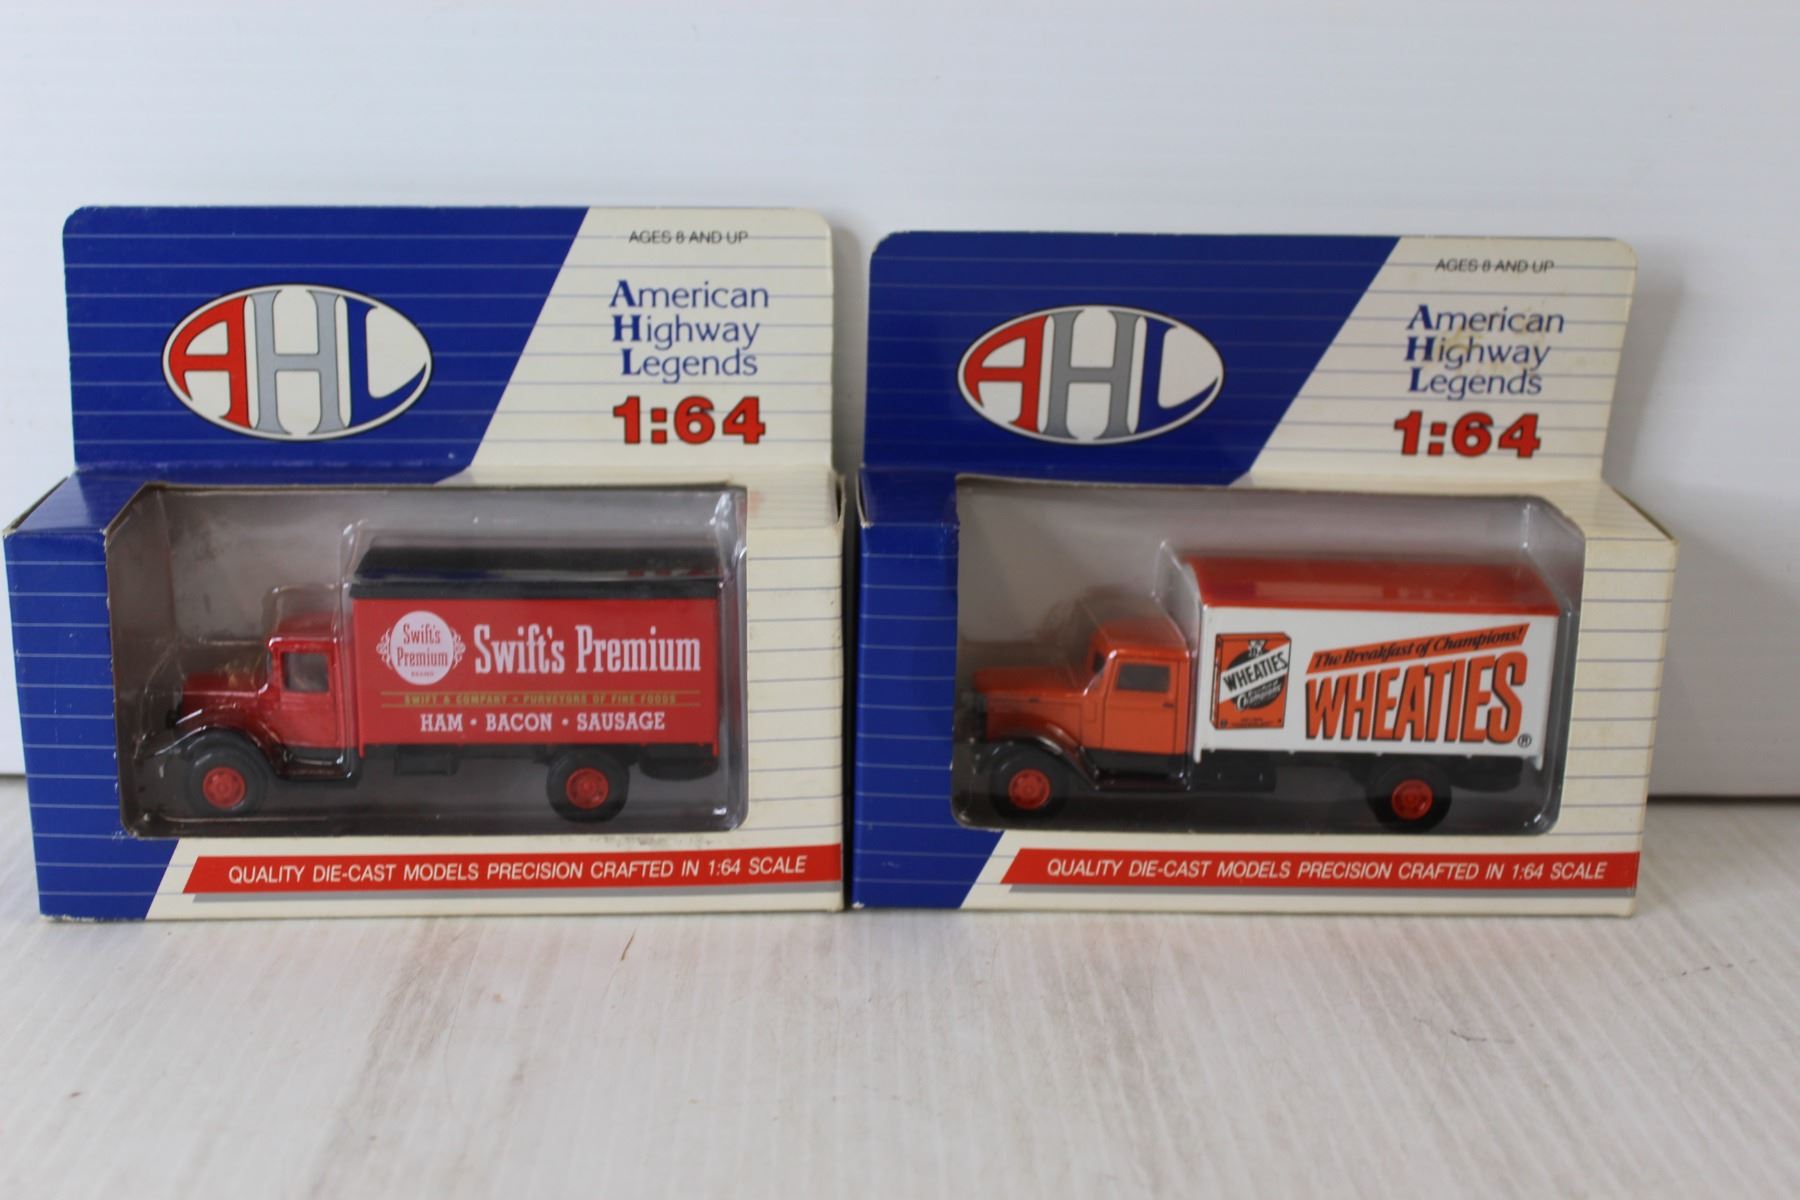 AGES 8 AND UP
AHL
American
Highway
Legends
1:64
Swift's
Premium
BRAND
Swift's Premium
SWIFT & COMPANY • PURVEYORS OF FINE FOODS
HAM • BACON • SAUSAGE
QUALITY DIE-CAST MODELS PRECISION CRAFTED IN 1:64 SCALE
AGES 8 AND UP
AHL
American
Highway
Legends
1:64
WHEATIES
The Breakfast of Champions!
WHEATIES®
QUALITY DIE-CAST MODELS PRECISION CRAFTED IN 1:64 SCALE